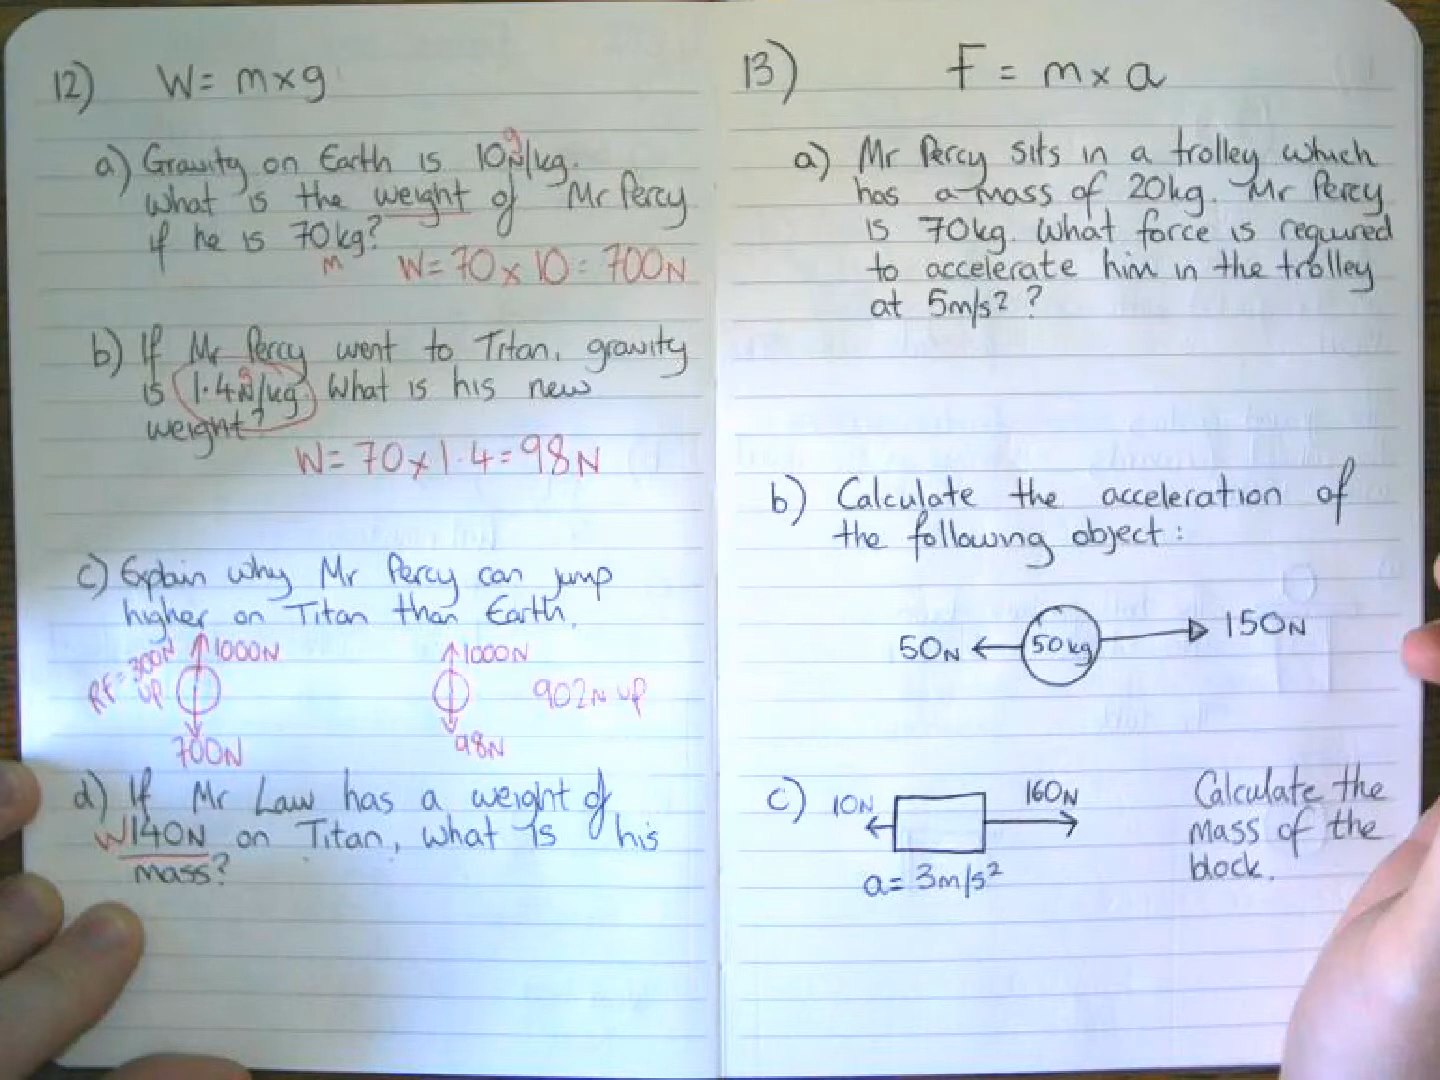 12) W = m x g
a) Gravity on Earth is 10N/kg.
g
What is the weight of Mr Percy
if he is 70kg?
m
W = 70 x 10 = 700N
b) If Mr Percy went to Titan, gravity
is 1.4N/kg. What is his new
g
weight?
W = 70 x 1.4 = 98N
c) Explain why Mr Percy can jump
higher on Titan than Earth.
RF = 300N
UP
1000N
700N
1000N
98N
902N UP
d) If Mr Law has a weight of
W 140N on Titan, what is his
mass?
13) F = m x a
a) Mr Percy sits in a trolley which
has a mass of 20kg. Mr Percy
is 70kg. What force is required
to accelerate him in the trolley
at 5m/s² ?
b) Calculate the acceleration of
the following object :
50N 50kg 150N
c) 10N 160N
a = 3m/s²
Calculate the
mass of the
block.